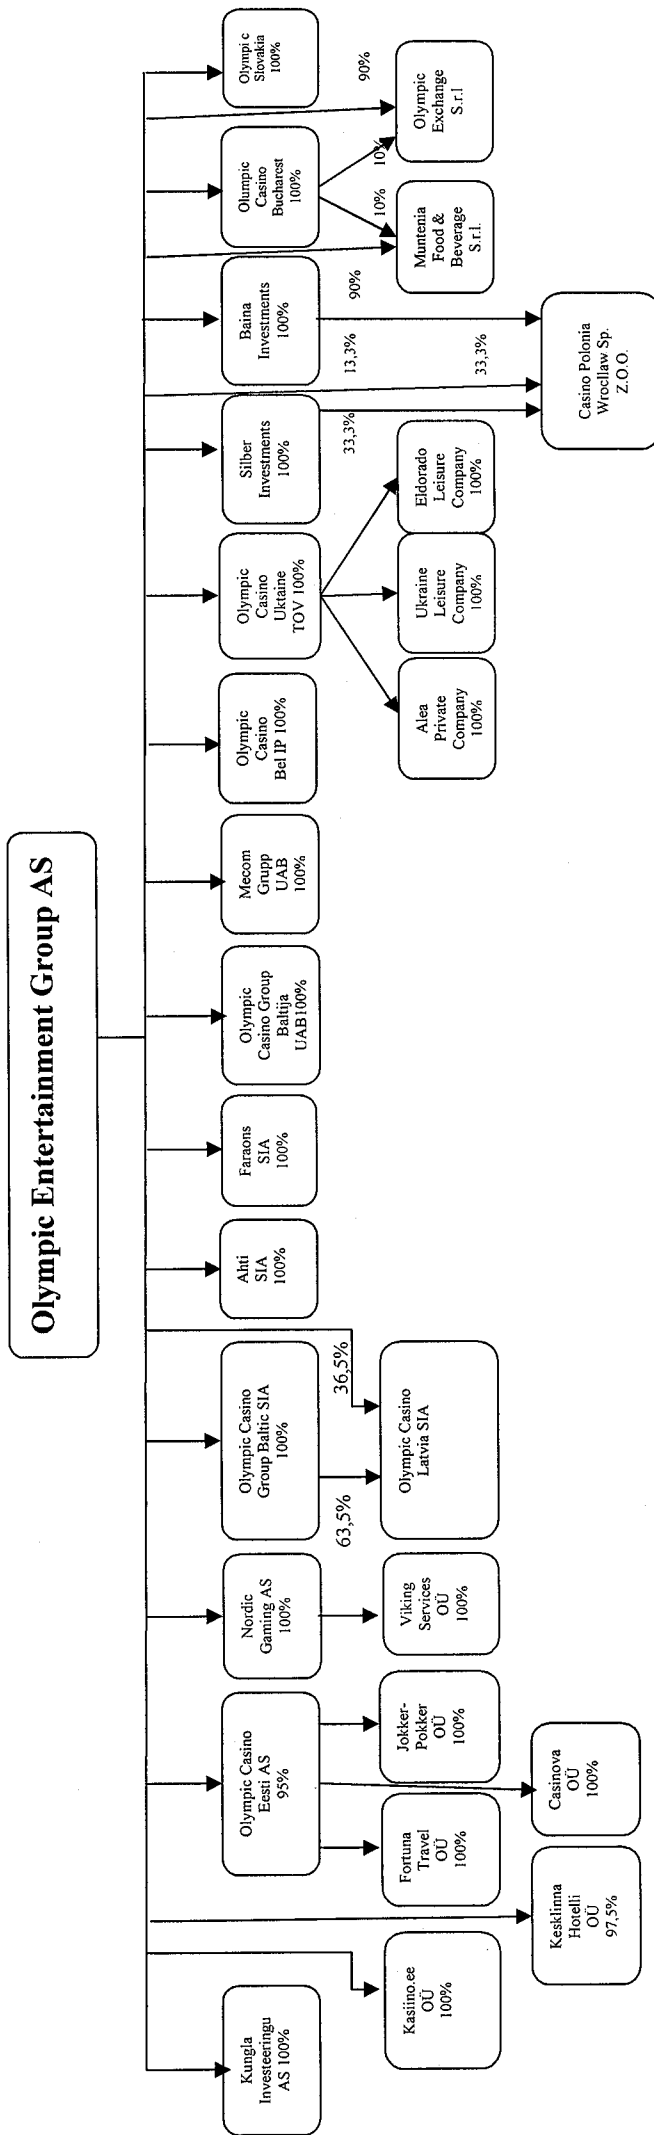 Olympic Entertainment Group AS
Kungla
Investeeringu
AS 100%
Olympic Casino
Eesti AS
95%
Nordic
Gaming AS
100%
Olympic Casino
Group Baltic SIA
100%
Ahti
SIA
100%
Faraons
SIA
100%
Olympic
Casino Group
Baltija
UAB100%
Mecom
Grupp
UAB
100%
Olympic
Casino
Bel IP 100%
Olympic
Casino
Uktaine
TOV 100%
Silber
Investments
100%
Baina
Investments
100%
Olumpic
Casino
Bucharest
100%
Olympi c
Slovakia
100%
63,5%
36,5%
33,3%
13,3%
90%
10%
10%
90%
Kasiino.ee
OÜ
100%
Fortuna
Travel
OÜ
100%
Jokker-
Pokker
OÜ
100%
Viking
Services
OÜ
100%
Olympic Casino
Latvia SIA
Alea
Private
Company
100%
Ukraine
Leisure
Company
100%
Eldorado
Leisure
Company
100%
Muntenia
Food &
Beverage
S.r.l.
Olympic
Exchange
S.r.l
33,3%
Kesklinna
Hotelli
OÜ
97,5%
Casinova
OÜ
100%
Casino Polonia
Wrocllaw Sp.
Z.O.O.